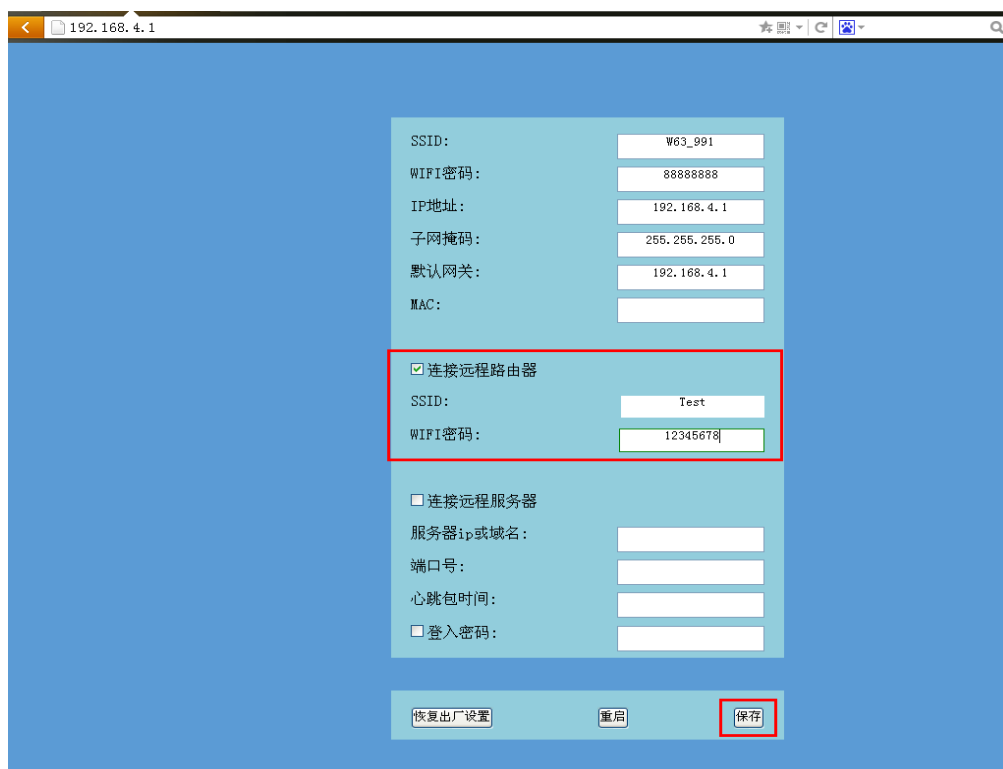 192.168.4.1
SSID: W63_991
WIFI密码: 88888888
IP地址: 192.168.4.1
子网掩码: 255.255.255.0
默认网关: 192.168.4.1
MAC:
连接远程路由器
SSID: Test
WIFI密码: 12345678
连接远程服务器
服务器ip或域名:
端口号:
心跳包时间:
登入密码:
恢复出厂设置 重启 保存